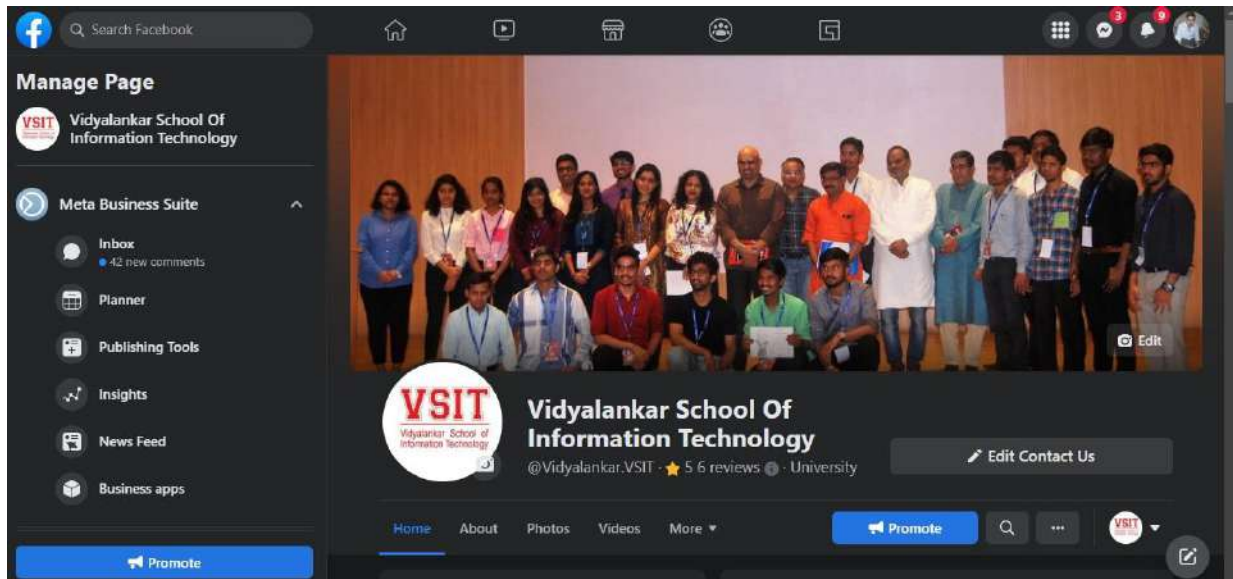 Search Facebook
3
9
Manage Page
VSIT
Vidyalankar School Of
Information Technology
Meta Business Suite
Inbox
42 new comments
Planner
Publishing Tools
Insights
News Feed
Business apps
Promote
Edit
VSIT
Vidyalankar School of
Information Technology
Vidyalankar School Of
Information Technology
@Vidyalankar.VSIT · 5 6 reviews · University
Edit Contact Us
Home About Photos Videos More
Promote
VSIT